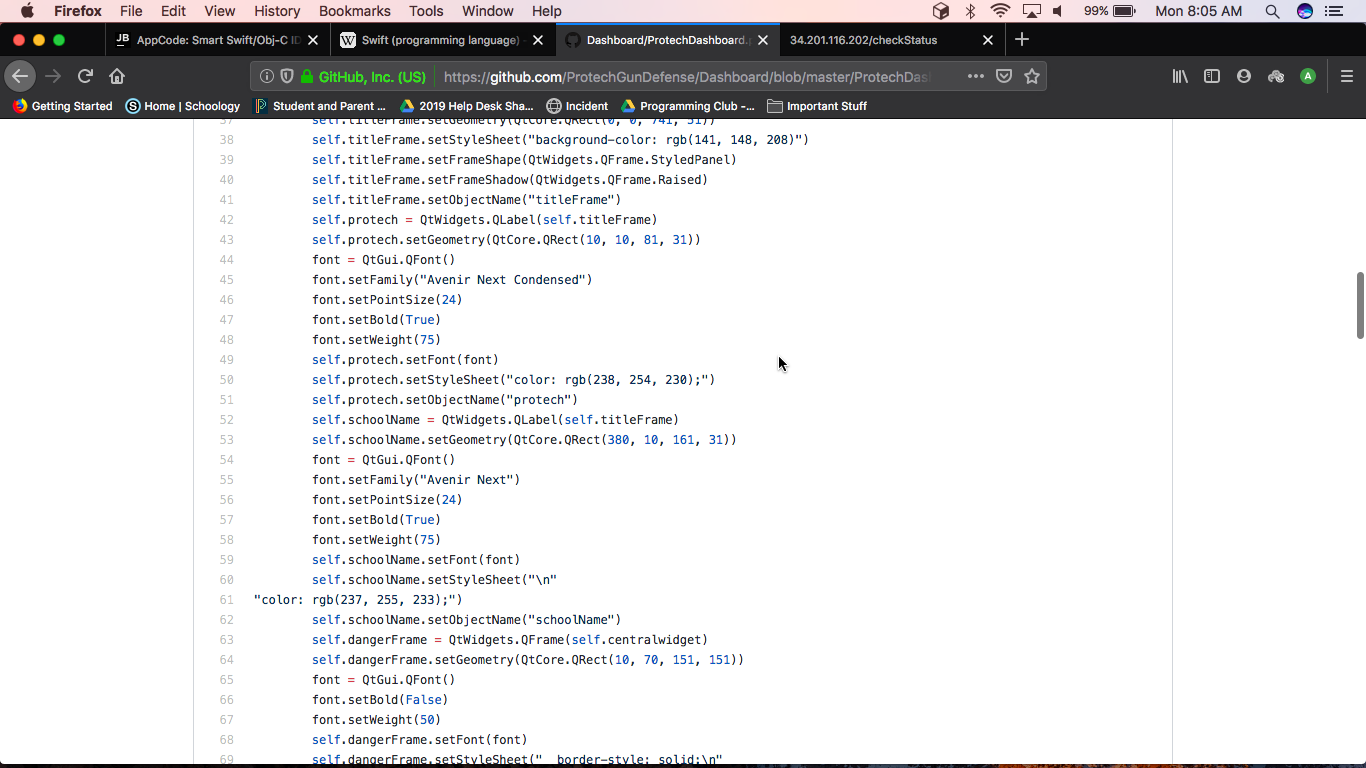 Firefox File Edit View History Bookmarks Tools Window Help 99% Mon 8:05 AM
JB AppCode: Smart Swift/Obj-C ID W Swift (programming language) - Dashboard/ProtechDashboard. 34.201.116.202/checkStatus
GitHub, Inc. (US) https://github.com/ProtechGunDefense/Dashboard/blob/master/ProtechDas A
Getting Started S Home | Schoology Student and Parent ... 2019 Help Desk Sha... Incident Programming Club -... Important Stuff
37 self.titleFrame.setGeometry(QtCore.QRect(0, 0, 741, 51))
38 self.titleFrame.setStyleSheet("background-color: rgb(141, 148, 208)")
39 self.titleFrame.setFrameShape(QtWidgets.QFrame.StyledPanel)
40 self.titleFrame.setFrameShadow(QtWidgets.QFrame.Raised)
41 self.titleFrame.setObjectName("titleFrame")
42 self.protech = QtWidgets.QLabel(self.titleFrame)
43 self.protech.setGeometry(QtCore.QRect(10, 10, 81, 31))
44 font = QtGui.QFont()
45 font.setFamily("Avenir Next Condensed")
46 font.setPointSize(24)
47 font.setBold(True)
48 font.setWeight(75)
49 self.protech.setFont(font)
50 self.protech.setStyleSheet("color: rgb(238, 254, 230);")
51 self.protech.setObjectName("protech")
52 self.schoolName = QtWidgets.QLabel(self.titleFrame)
53 self.schoolName.setGeometry(QtCore.QRect(380, 10, 161, 31))
54 font = QtGui.QFont()
55 font.setFamily("Avenir Next")
56 font.setPointSize(24)
57 font.setBold(True)
58 font.setWeight(75)
59 self.schoolName.setFont(font)
60 self.schoolName.setStyleSheet("\n"
61 "color: rgb(237, 255, 233);")
62 self.schoolName.setObjectName("schoolName")
63 self.dangerFrame = QtWidgets.QFrame(self.centralwidget)
64 self.dangerFrame.setGeometry(QtCore.QRect(10, 70, 151, 151))
65 font = QtGui.QFont()
66 font.setBold(False)
67 font.setWeight(50)
68 self.dangerFrame.setFont(font)
69 self.dangerFrame.setStyleSheet("  border-style: solid;\n"